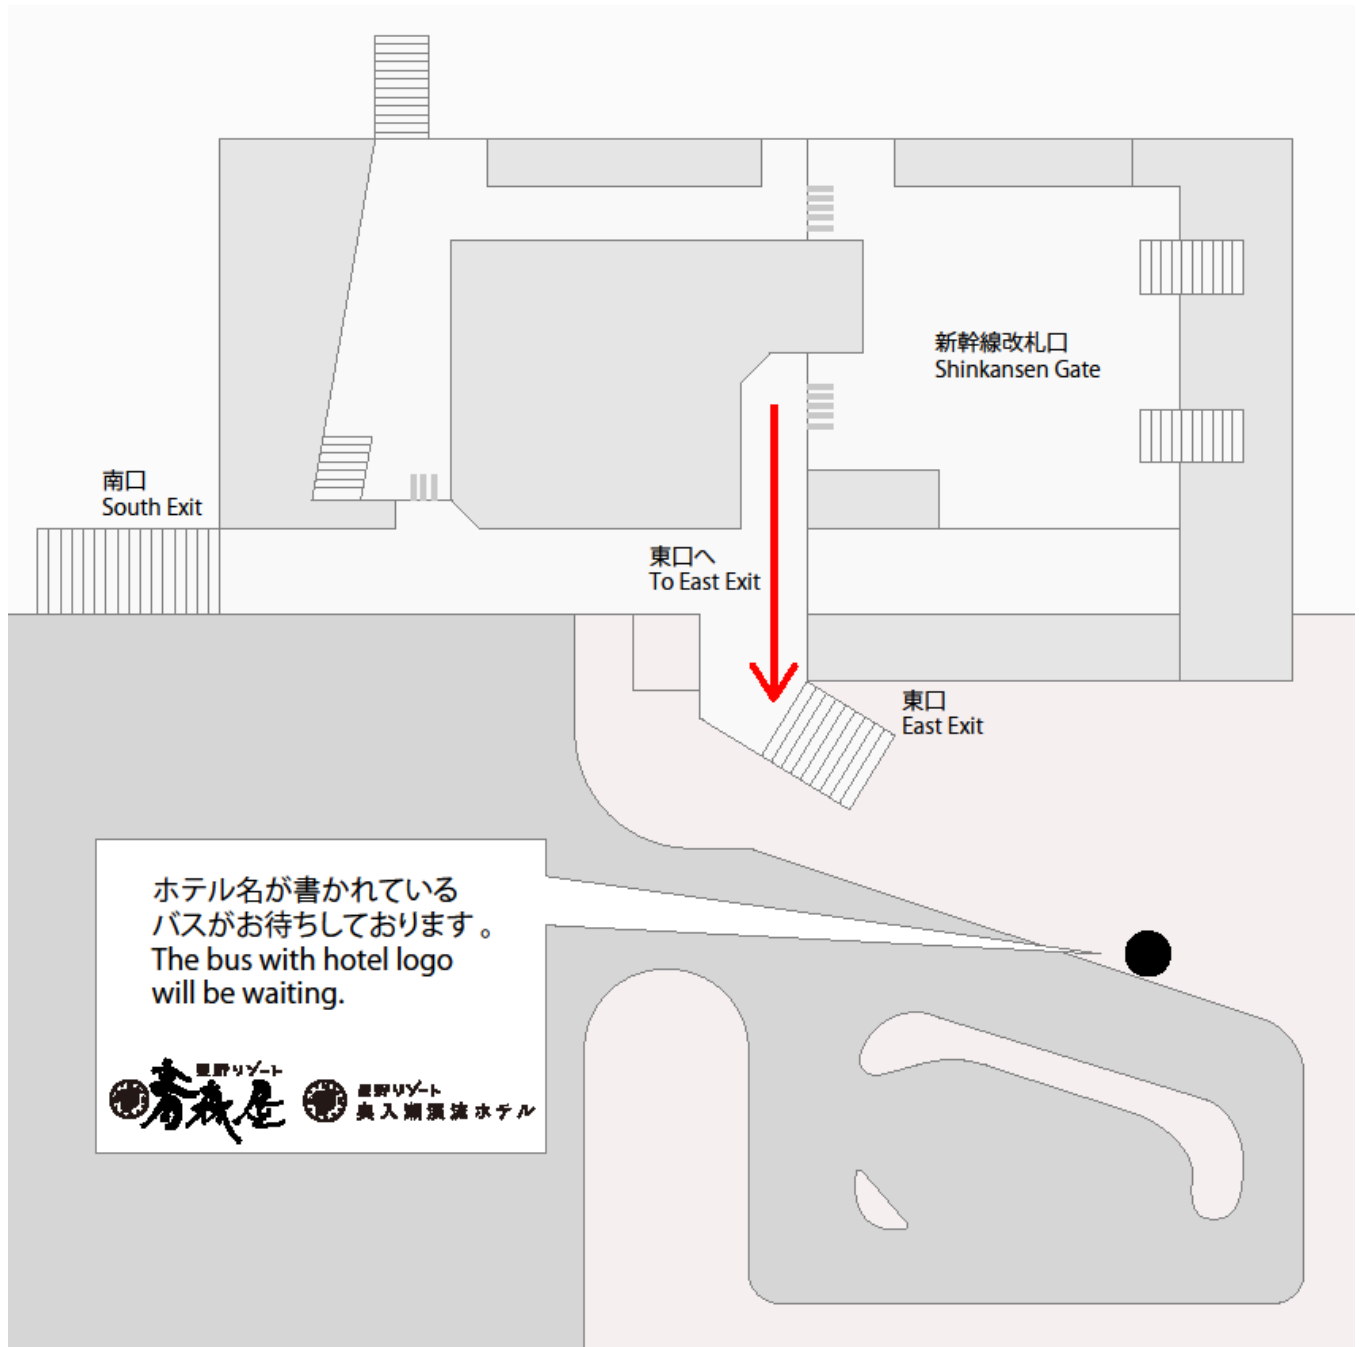 新幹線改札口
Shinkansen Gate
南口
South Exit
東口へ
To East Exit
東口
East Exit
ホテル名が書かれている
バスがお待ちしております。
The bus with hotel logo
will be waiting.
星野リゾート
青森屋
星野リゾート
奥入瀬渓流ホテル